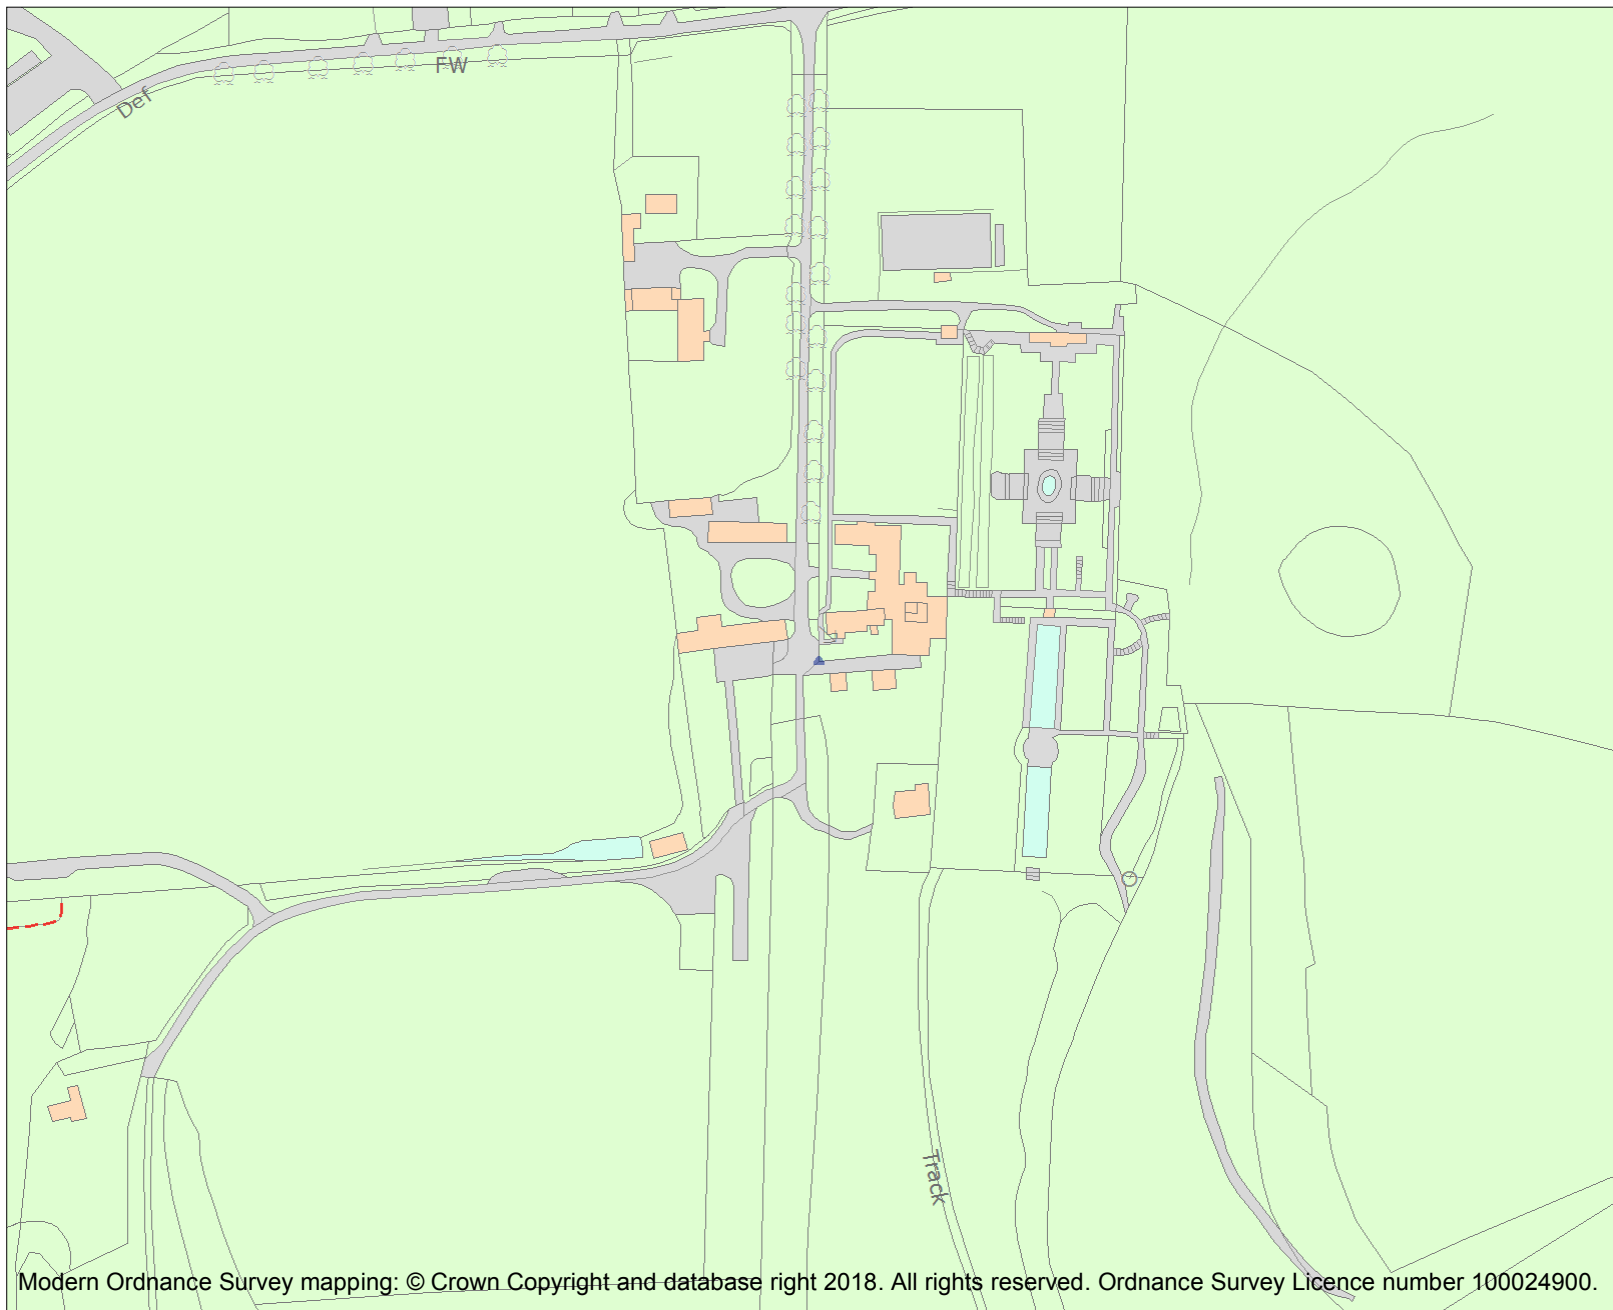 FW
Def
Track
Modern Ordnance Survey mapping: © Crown Copyright and database right 2018. All rights reserved. Ordnance Survey Licence number 100024900.